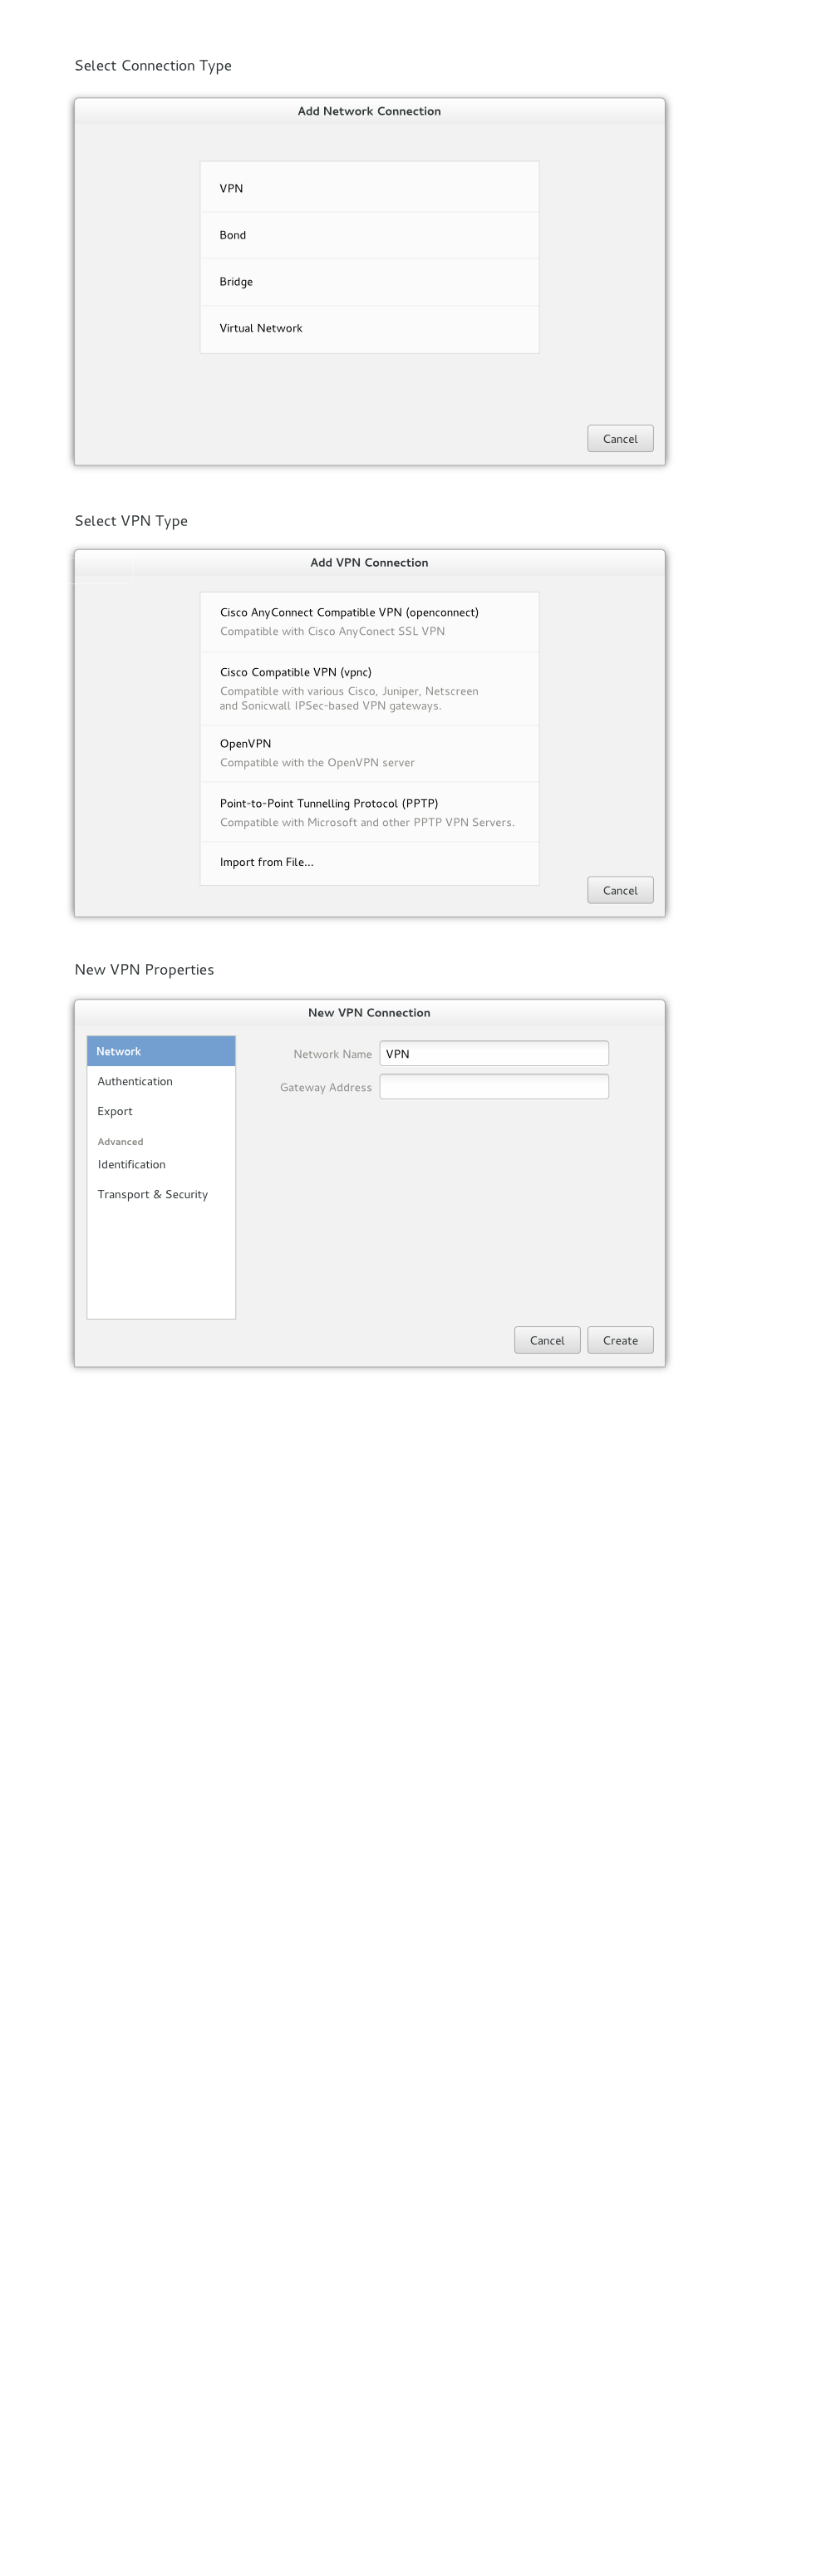 Select Connection Type
Add Network Connection
VPN
Bond
Bridge
Virtual Network
Cancel
Select VPN Type
Add VPN Connection
Cisco AnyConnect Compatible VPN (openconnect)
Compatible with Cisco AnyConect SSL VPN
Cisco Compatible VPN (vpnc)
Compatible with various Cisco, Juniper, Netscreen
and Sonicwall IPSec-based VPN gateways.
OpenVPN
Compatible with the OpenVPN server
Point-to-Point Tunnelling Protocol (PPTP)
Compatible with Microsoft and other PPTP VPN Servers.
Import from File...
Cancel
New VPN Properties
New VPN Connection
Network
Authentication
Export
Advanced
Identification
Transport & Security
Network Name VPN
Gateway Address
Cancel Create